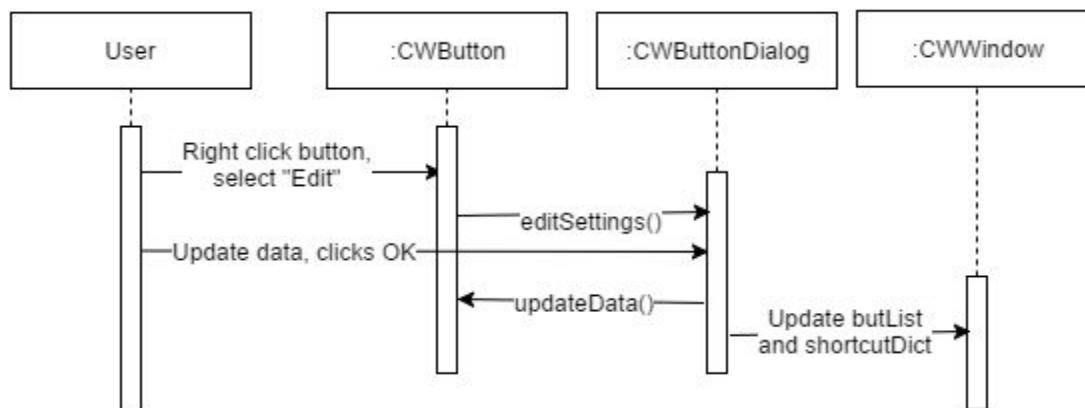 User
:CWButton
:CWButtonDialog
:CWWindow
Right click button,
select "Edit"
editSettings()
Update data, clicks OK
updateData()
Update butList
and shortcutDict